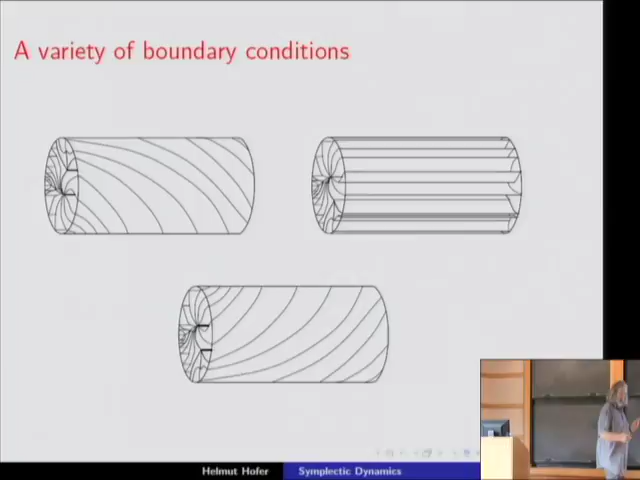 A variety of boundary conditions
Helmut Hofer
Symplectic Dynamics